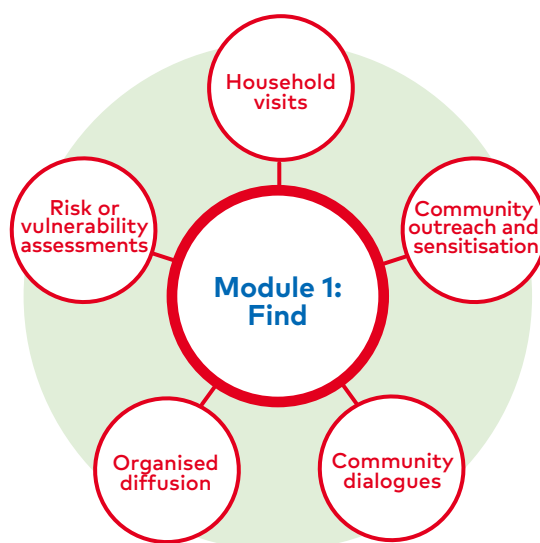 Household
visits
Risk or
vulnerability
assessments
Community
outreach and
sensitisation
Module 1:
Find
Organised
diffusion
Community
dialogues